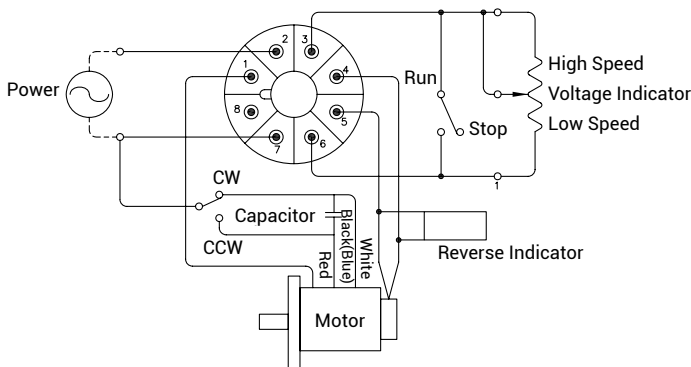 2
3
1
4
8
5
7
6
Power
Run
Stop
High Speed
Voltage Indicator
Low Speed
1
CW
CCW
Capacitor
Red
Black(Blue)
White
Reverse Indicator
Motor